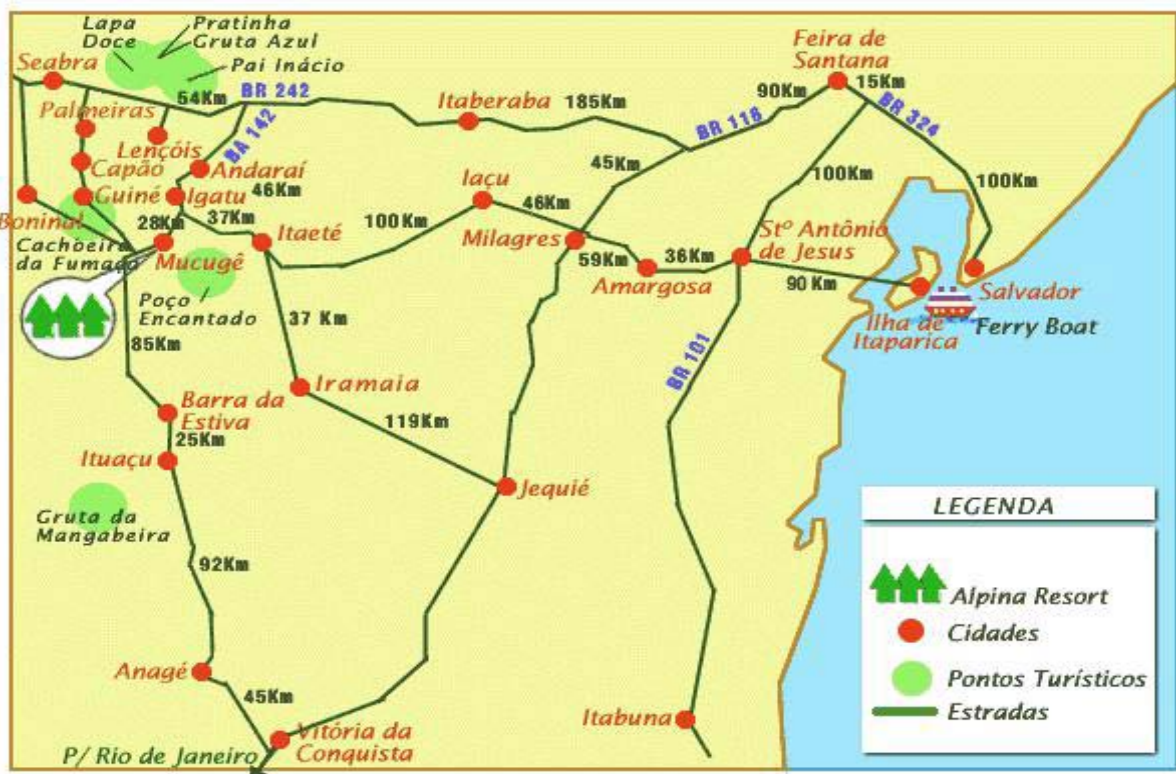 Lapa
Doce
Pratinha
Gruta Azul
Pai Inácio
Seabra
54Km
BR 242
Palmeiras
Lençóis
BA 142
Capão
Andaraí
Guiné
Igatu
46Km
Boninal
28Km
37Km
Cachoeira
da Fumaça
Mucugê
Itaeté
Poço
Encantado
Itaberaba
185Km
90Km
BR 116
Feira de
Santana
15Km
BR 324
45Km
100Km
100Km
Iaçu
46Km
100Km
Milagres
59Km
36Km
Amargosa
Stº Antônio
de Jesus
90 Km
Salvador
Ilha de
Itaparica
Ferry Boat
85Km
37 Km
BR 101
Iramaia
Barra da
Estiva
119Km
25Km
Ituaçu
Jequié
Gruta da
Mangabeira
92Km
Anagé
45Km
Vitória da
Conquista
P/ Rio de Janeiro
Itabuna
LEGENDA
Alpina Resort
Cidades
Pontos Turísticos
Estradas